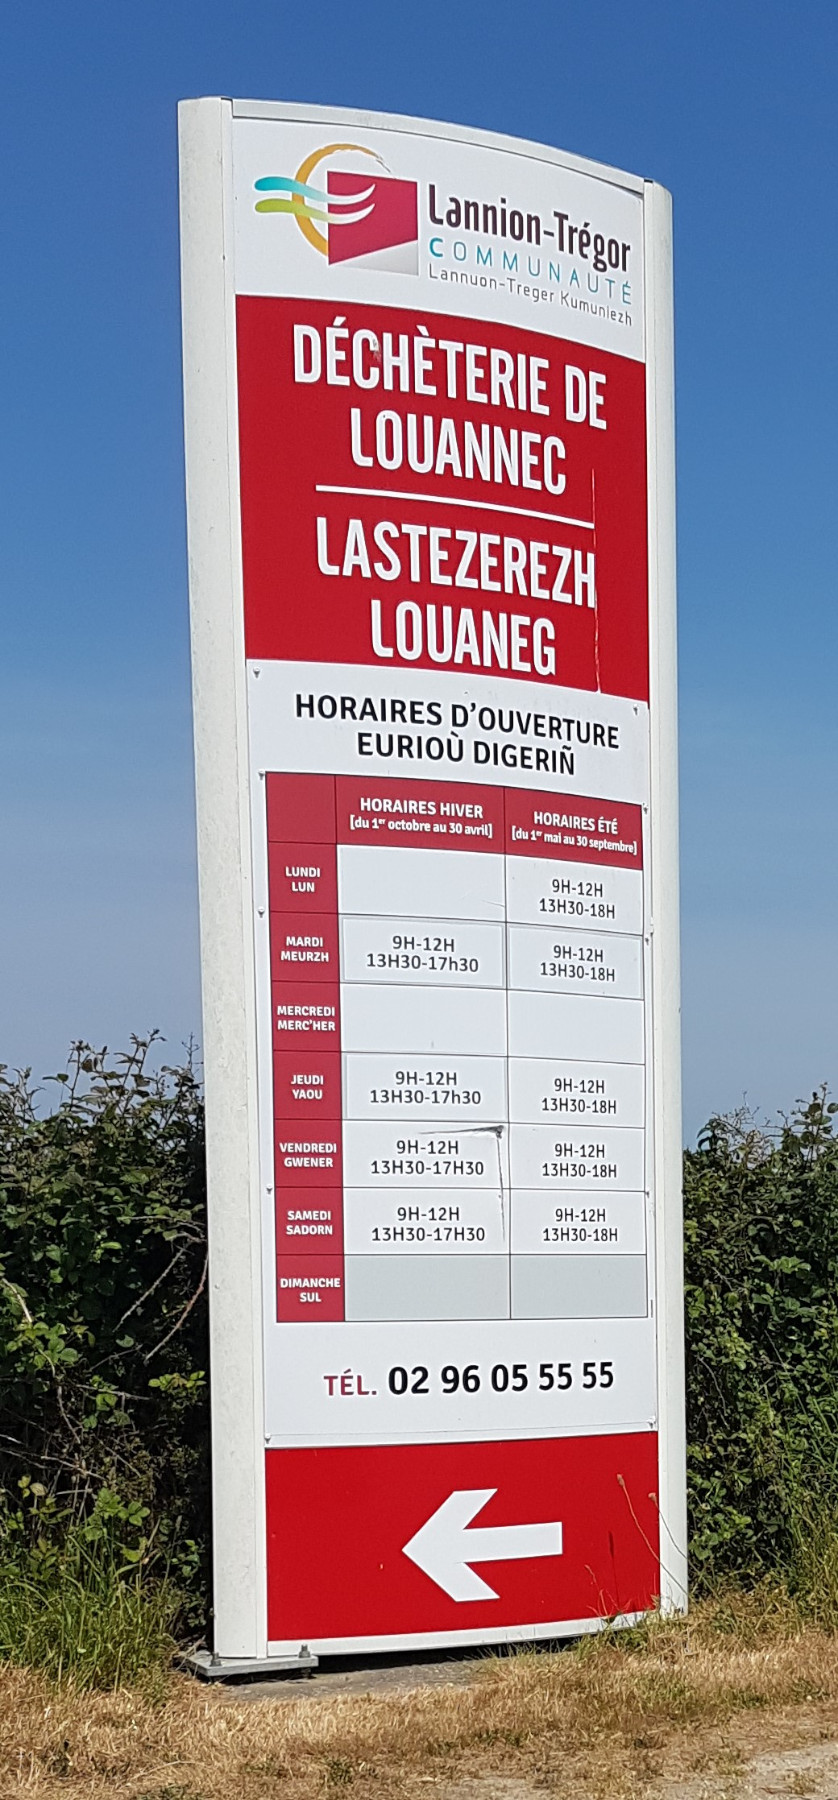 Lannion-Trégor
COMMUNAUTÉ
Lannuon-Treger Kumuniezh
DÉCHÈTERIE DE
LOUANNEC
LASTEZEREZH
LOUANEG
HORAIRES D'OUVERTURE
EURIOÙ DIGERIÑ
HORAIRES HIVER
[du 1er octobre au 30 avril]
HORAIRES ÉTÉ
[du 1er mai au 30 septembre]
LUNDI
LUN
9H-12H
13H30-18H
MARDI
MEURZH
9H-12H
13H30-17h30
9H-12H
13H30-18H
MERCREDI
MERC'HER
JEUDI
YAOU
9H-12H
13H30-17h30
9H-12H
13H30-18H
VENDREDI
GWENER
9H-12H
13H30-17H30
9H-12H
13H30-18H
SAMEDI
SADORN
9H-12H
13H30-17H30
9H-12H
13H30-18H
DIMANCHE
SUL
TÉL. 02 96 05 55 55